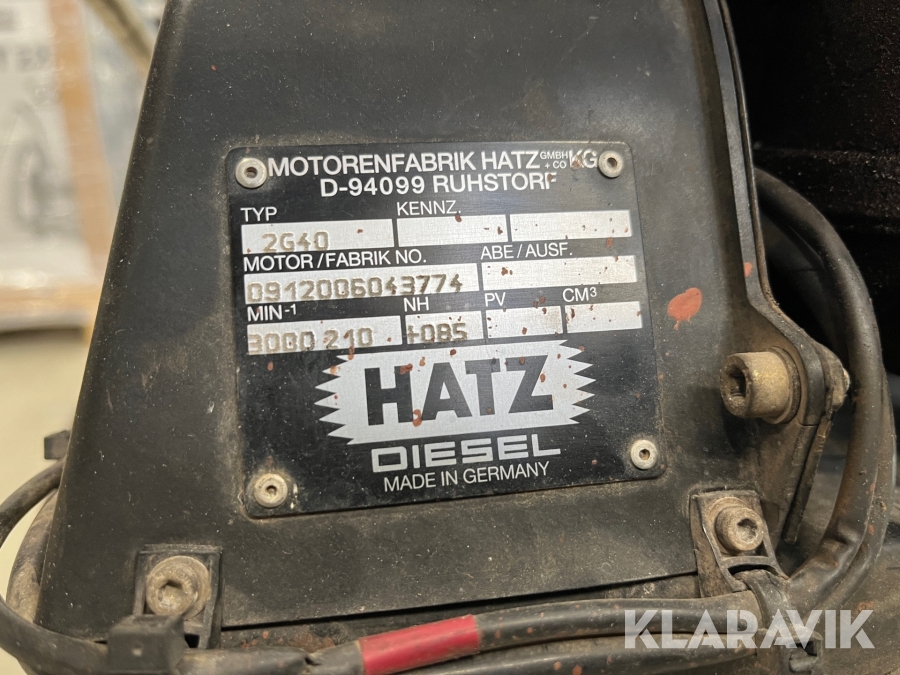 MOTORENFABRIK HATZ GMBH + CO KG
D-94099 RUHSTORF
TYP KENNZ.
2G40
MOTOR/FABRIK NO. ABE/AUSF.
0912006043774
MIN-1 NH PV CM³
3000 210 +085
HATZ
DIESEL
MADE IN GERMANY
KLARAVIK